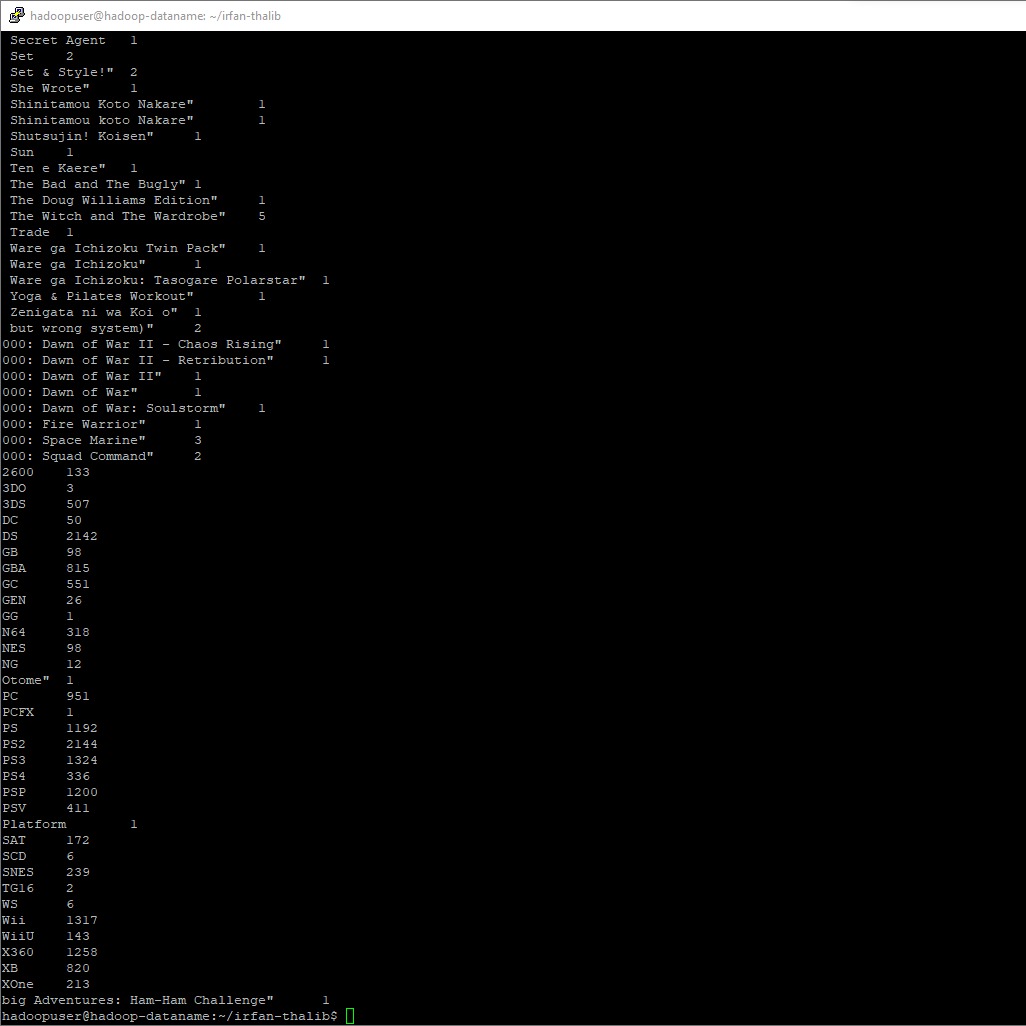 hadoopuser@hadoop-dataname: ~/irfan-thalib
Secret Agent 1
Set 2
Set & Style!" 2
She Wrote" 1
Shinitamou Koto Nakare" 1
Shinitamou koto Nakare" 1
Shutsujin! Koisen" 1
Sun 1
Ten e Kaere" 1
The Bad and The Bugly" 1
The Doug Williams Edition" 1
The Witch and The Wardrobe" 5
Trade 1
Ware ga Ichizoku Twin Pack" 1
Ware ga Ichizoku" 1
Ware ga Ichizoku: Tasogare Polarstar" 1
Yoga & Pilates Workout" 1
Zenigata ni wa Koi o" 1
but wrong system)" 2
000: Dawn of War II - Chaos Rising" 1
000: Dawn of War II - Retribution" 1
000: Dawn of War II" 1
000: Dawn of War" 1
000: Dawn of War: Soulstorm" 1
000: Fire Warrior" 1
000: Space Marine" 3
000: Squad Command" 2
2600 133
3DO 3
3DS 507
DC 50
DS 2142
GB 98
GBA 815
GC 551
GEN 26
GG 1
N64 318
NES 98
NG 12
Otome" 1
PC 951
PCFX 1
PS 1192
PS2 2144
PS3 1324
PS4 336
PSP 1200
PSV 411
Platform 1
SAT 172
SCD 6
SNES 239
TG16 2
WS 6
Wii 1317
WiiU 143
X360 1258
XB 820
XOne 213
big Adventures: Ham-Ham Challenge" 1
hadoopuser@hadoop-dataname:~/irfan-thalib$